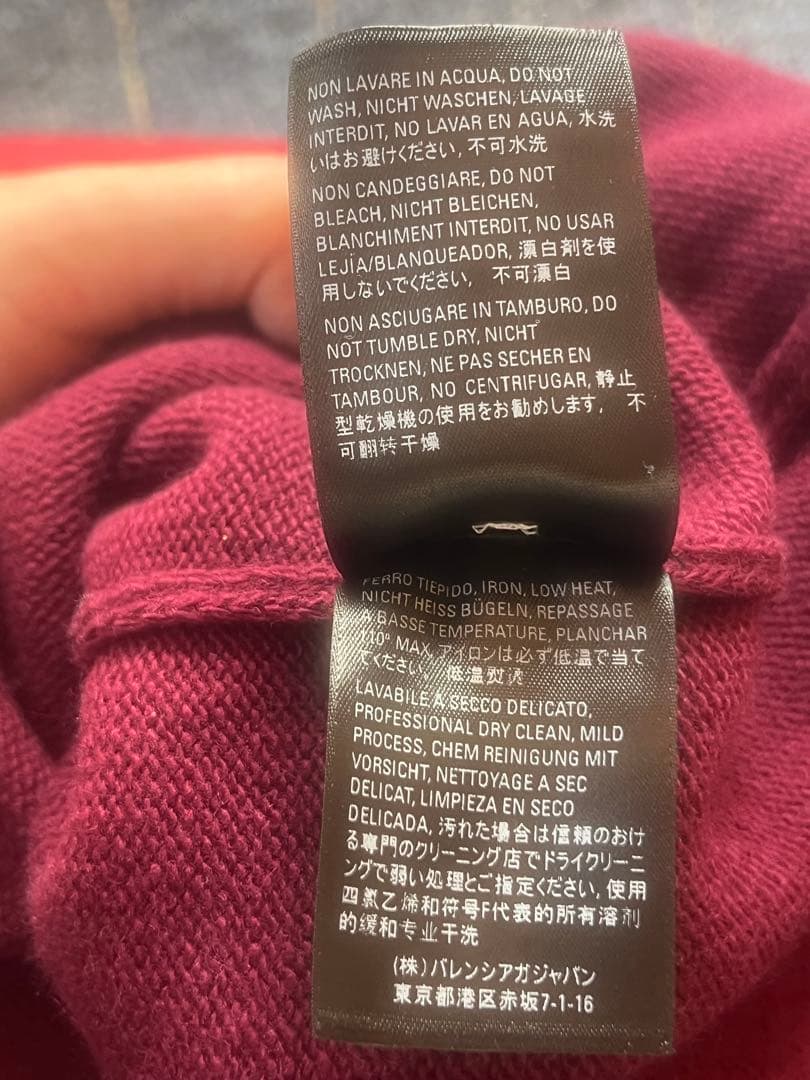 NON LAVARE IN ACQUA, DO NOT
WASH, NICHT WASCHEN, LAVAGE
INTERDIT, NO LAVAR EN AGUA, 水洗
いはお避けください, 不可水洗
NON CANDEGGIARE, DO NOT
BLEACH, NICHT BLEICHEN,
BLANCHIMENT INTERDIT, NO USAR
LEJÍA/BLANQUEADOR, 漂白剤を使
用しないでください, 不可漂白
NON ASCIUGARE IN TAMBURO, DO
NOT TUMBLE DRY, NICHT
TROCKNEN, NE PAS SECHER EN
TAMBOUR, NO CENTRIFUGAR, 静止
型乾燥機の使用をお勧めします, 不
可翻转干燥
FERRO TIEPIDO, IRON, LOW HEAT,
NICHT HEISS BÜGELN, REPASSAGE
BASSE TEMPERATURE, PLANCHAR
110° MAX, アイロンは必ず低温で当て
てください, 低温熨烫
LAVABILE A SECCO DELICATO,
PROFESSIONAL DRY CLEAN, MILD
PROCESS, CHEM REINIGUNG MIT
VORSICHT, NETTOYAGE A SEC
DELICAT, LIMPIEZA EN SECO
DELICADA, 汚れた場合は信頼のおけ
る専門のクリーニング店でドライクリーニ
ングで弱い処理とご指定ください, 使用
四氯乙烯和符号F代表的所有溶剂
的缓和专业干洗
(株)バレンシアガジャパン
東京都港区赤坂7-1-16